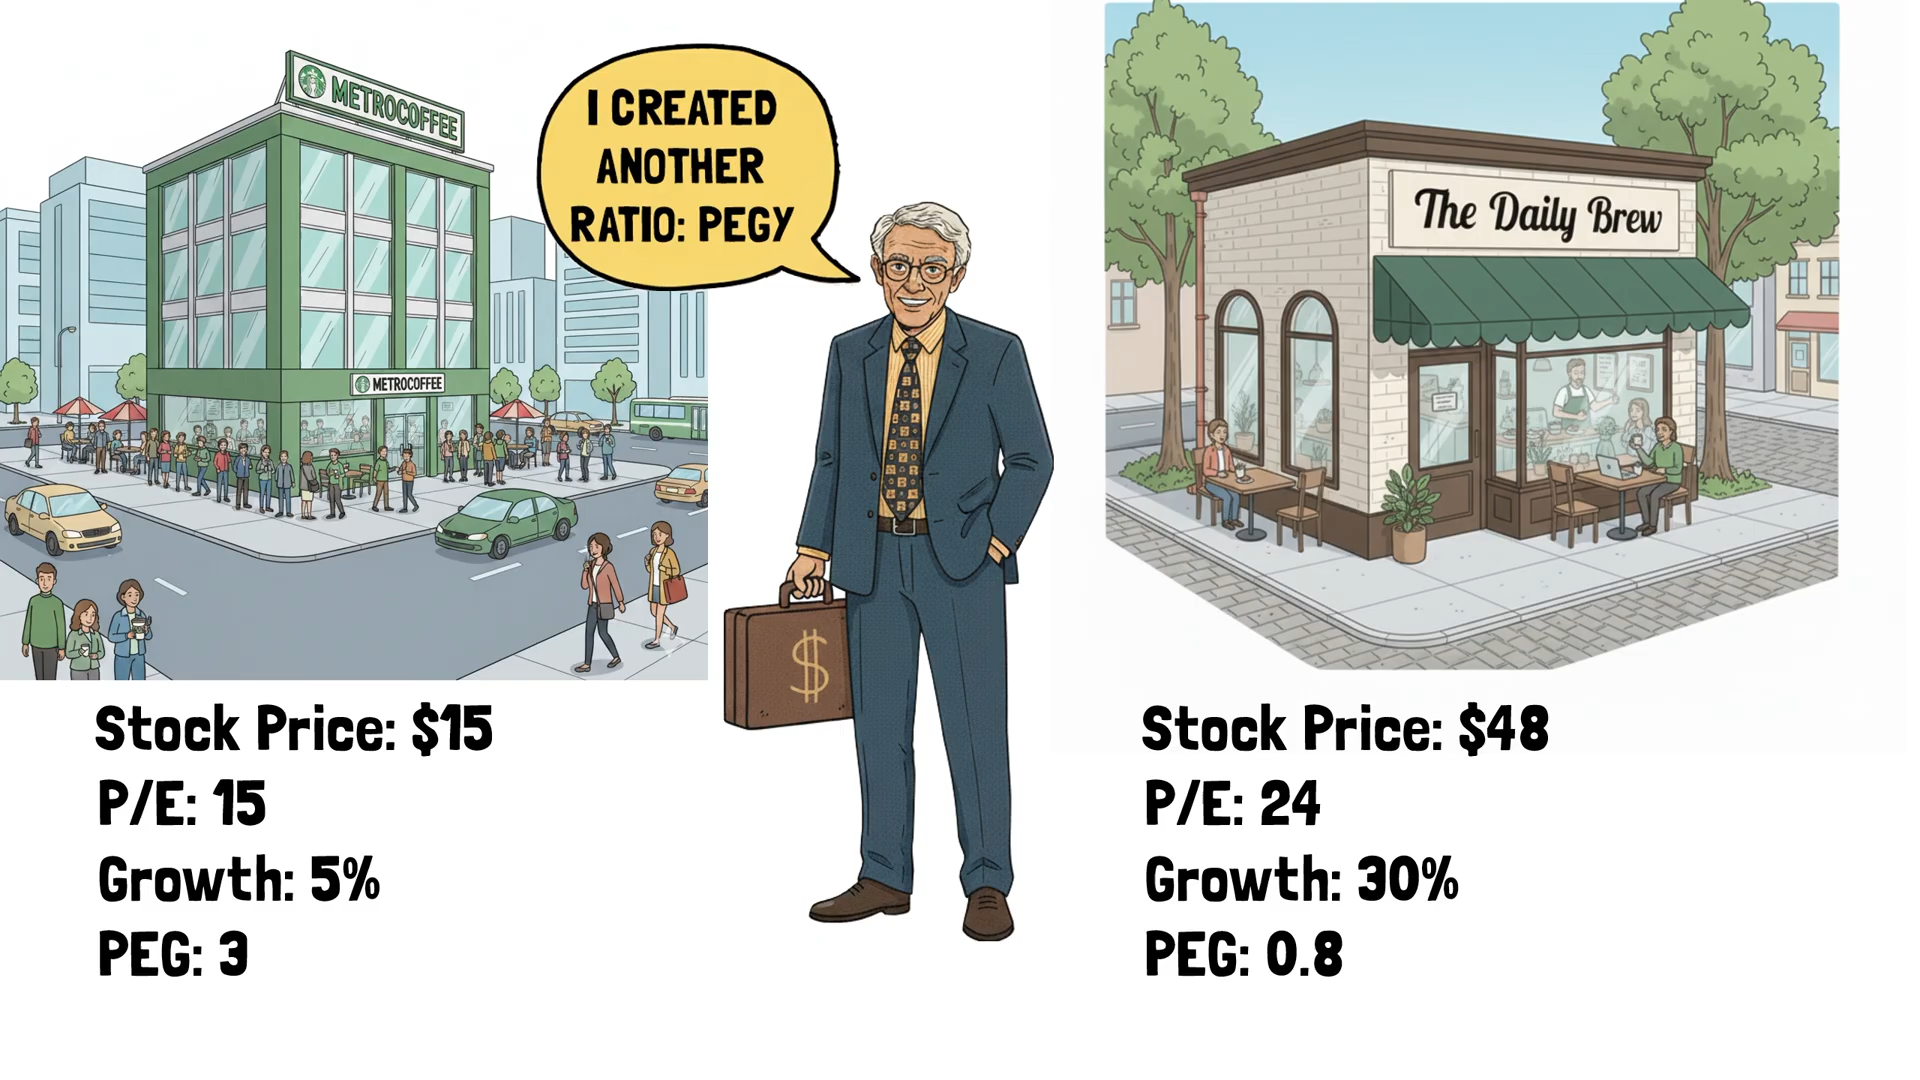 METROCOFFEE
METROCOFFEE
I CREATED
ANOTHER
RATIO: PEGY
The Daily Brew
Stock Price: $15
P/E: 15
Growth: 5%
PEG: 3
$
Stock Price: $48
P/E: 24
Growth: 30%
PEG: 0.8